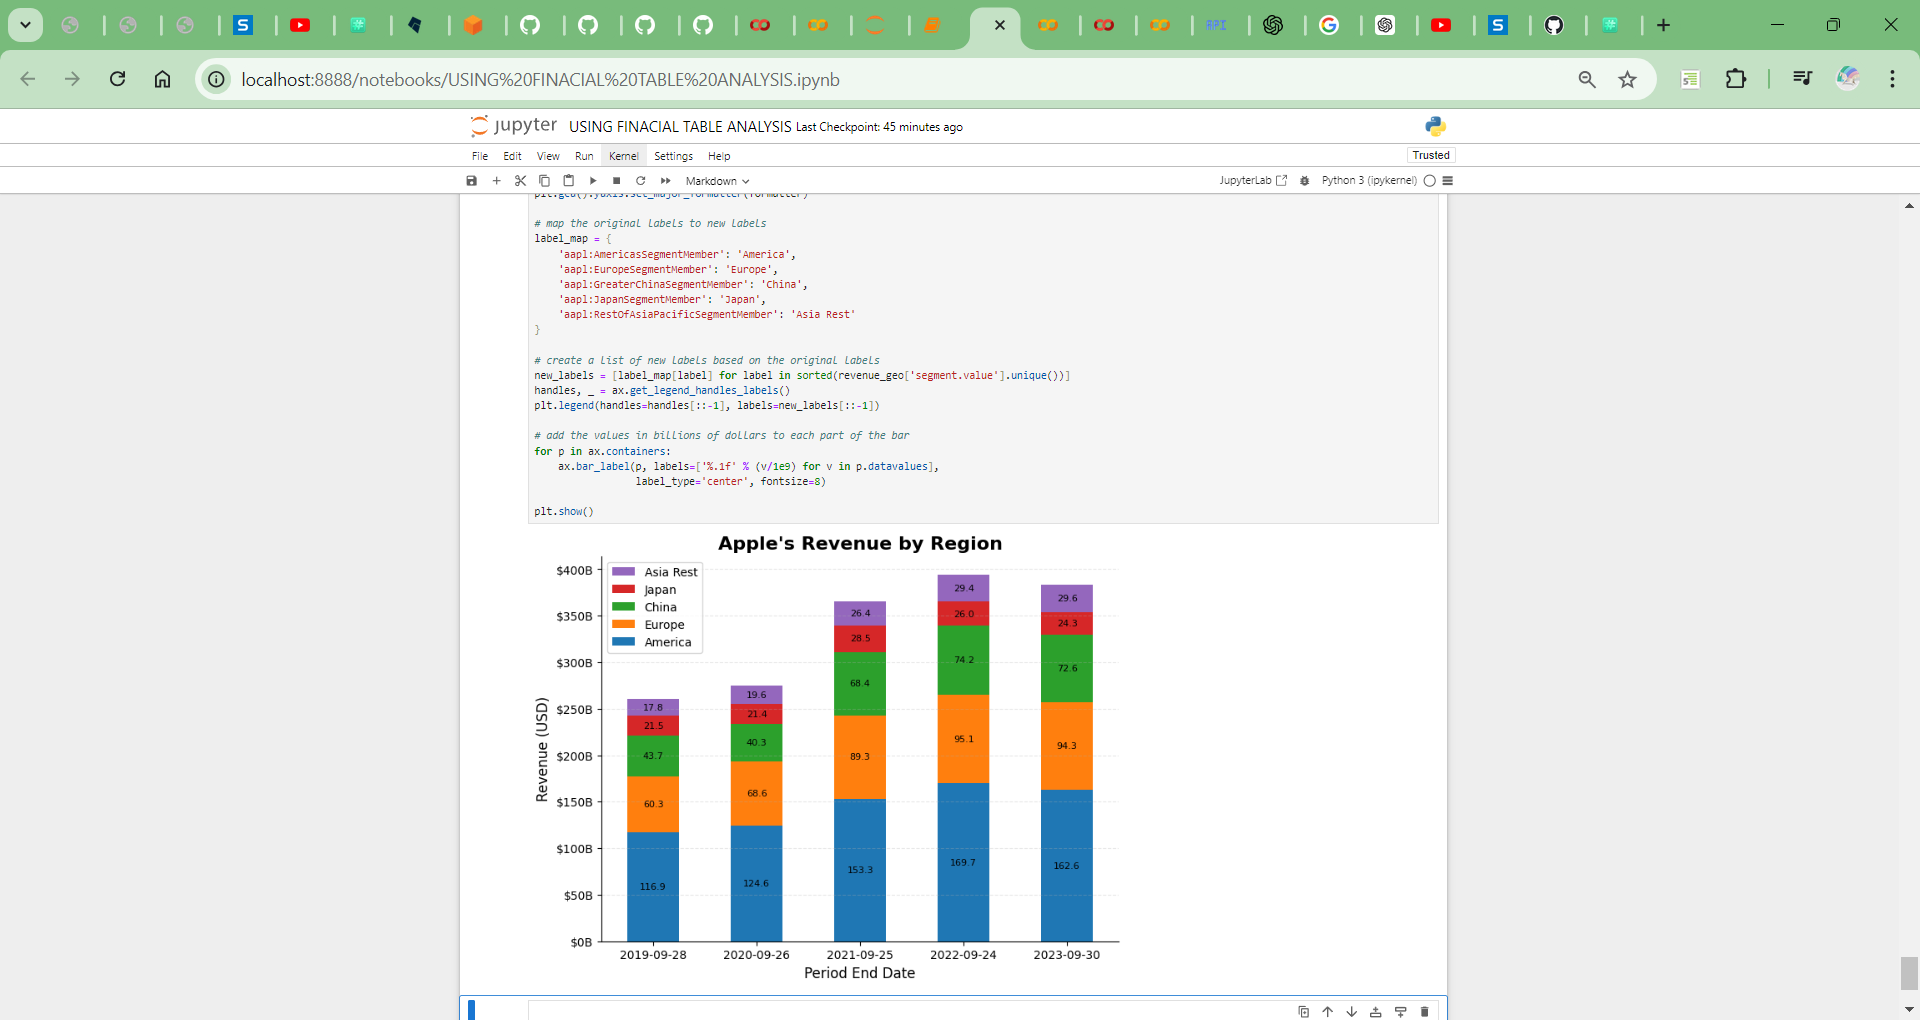 localhost:8888/notebooks/USING%20FINACIAL%20TABLE%20ANALYSIS.ipynb
jupyter USING FINACIAL TABLE ANALYSIS Last Checkpoint: 45 minutes ago
File Edit View Run Kernel Settings Help
Trusted
Markdown
JupyterLab
Python 3 (ipykernel)
plt.gca().yaxis.set_major_formatter(formatter)
# map the original labels to new labels
label_map = {
'aapl:AmericasSegmentMember': 'America',
'aapl:EuropeSegmentMember': 'Europe',
'aapl:GreaterChinaSegmentMember': 'China',
'aapl:JapanSegmentMember': 'Japan',
'aapl:RestOfAsiaPacificSegmentMember': 'Asia Rest'
}
# create a list of new labels based on the original labels
new_labels = [label_map[label] for label in sorted(revenue_geo['segment.value'].unique())]
handles, _ = ax.get_legend_handles_labels()
plt.legend(handles=handles[::-1], labels=new_labels[::-1])
# add the values in billions of dollars to each part of the bar
for p in ax.containers:
ax.bar_label(p, labels=['%.1f' % (v/1e9) for v in p.datavalues],
label_type='center', fontsize=8)
plt.show()
Apple's Revenue by Region
Asia Rest
Japan
China
Europe
America
Revenue (USD)
$400B
$350B
$300B
$250B
$200B
$150B
$100B
$50B
$0B
17.8
21.5
43.7
60.3
116.9
19.6
21.4
40.3
68.6
124.6
26.4
28.5
68.4
89.3
153.3
29.4
26.0
74.2
95.1
169.7
29.6
24.3
72.6
94.3
162.6
2019-09-28 2020-09-26 2021-09-25 2022-09-24 2023-09-30
Period End Date